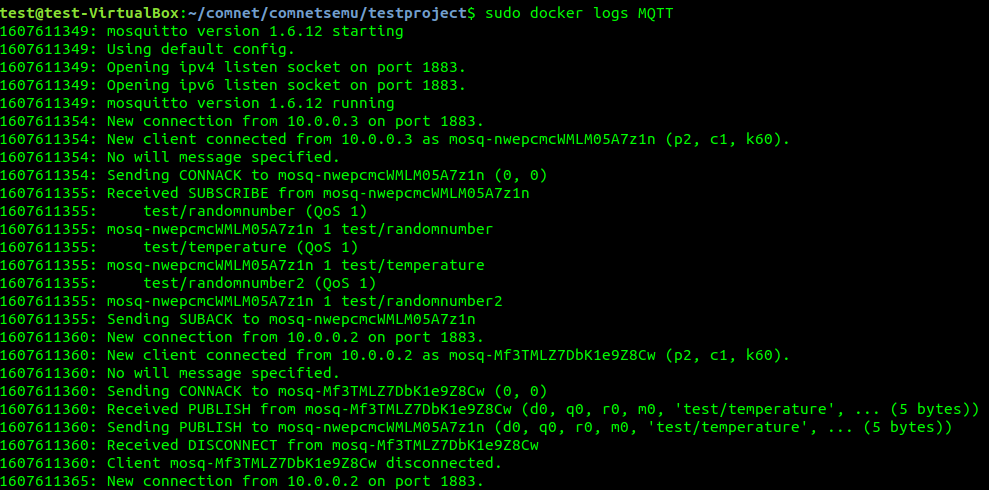 test@test-VirtualBox:~/comnet/comnetsemu/testproject$ sudo docker logs MQTT
1607611349: mosquitto version 1.6.12 starting
1607611349: Using default config.
1607611349: Opening ipv4 listen socket on port 1883.
1607611349: Opening ipv6 listen socket on port 1883.
1607611349: mosquitto version 1.6.12 running
1607611354: New connection from 10.0.0.3 on port 1883.
1607611354: New client connected from 10.0.0.3 as mosq-nwepcmcWMLM05A7z1n (p2, c1, k60).
1607611354: No will message specified.
1607611354: Sending CONNACK to mosq-nwepcmcWMLM05A7z1n (0, 0)
1607611355: Received SUBSCRIBE from mosq-nwepcmcWMLM05A7z1n
1607611355:     test/randomnumber (QoS 1)
1607611355: mosq-nwepcmcWMLM05A7z1n 1 test/randomnumber
1607611355:     test/temperature (QoS 1)
1607611355: mosq-nwepcmcWMLM05A7z1n 1 test/temperature
1607611355:     test/randomnumber2 (QoS 1)
1607611355: mosq-nwepcmcWMLM05A7z1n 1 test/randomnumber2
1607611355: Sending SUBACK to mosq-nwepcmcWMLM05A7z1n
1607611360: New connection from 10.0.0.2 on port 1883.
1607611360: New client connected from 10.0.0.2 as mosq-Mf3TMLZ7DbK1e9Z8Cw (p2, c1, k60).
1607611360: No will message specified.
1607611360: Sending CONNACK to mosq-Mf3TMLZ7DbK1e9Z8Cw (0, 0)
1607611360: Received PUBLISH from mosq-Mf3TMLZ7DbK1e9Z8Cw (d0, q0, r0, m0, 'test/temperature', ... (5 bytes))
1607611360: Sending PUBLISH to mosq-nwepcmcWMLM05A7z1n (d0, q0, r0, m0, 'test/temperature', ... (5 bytes))
1607611360: Received DISCONNECT from mosq-Mf3TMLZ7DbK1e9Z8Cw
1607611360: Client mosq-Mf3TMLZ7DbK1e9Z8Cw disconnected.
1607611365: New connection from 10.0.0.2 on port 1883.